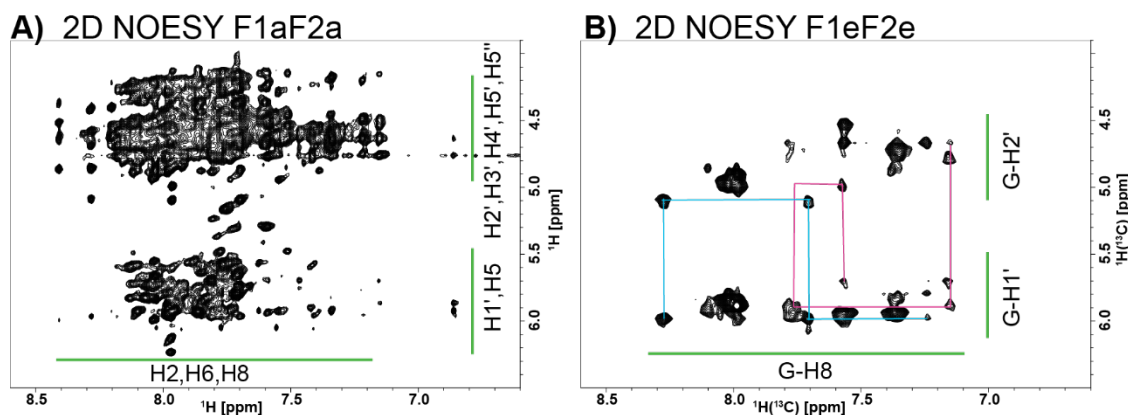 A) 2D NOESY F1aF2a
4.5
5.0
5.5
6.0
¹H [ppm]
H2',H3',H4',H5',H5''
H1',H5
H2,H6,H8
8.5
8.0
7.5
7.0
¹H [ppm]
B) 2D NOESY F1eF2e
4.5
5.0
5.5
6.0
¹H(¹³C) [ppm]
G-H2'
G-H1'
G-H8
8.5
8.0
7.5
7.0
¹H(¹³C) [ppm]